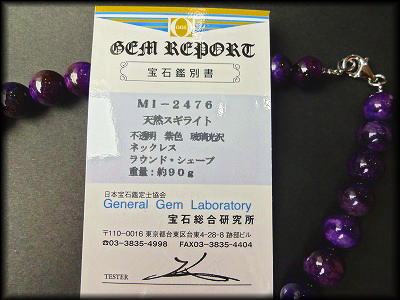 GEM REPORT
宝石鑑別書
MI-2476
天然スギライト
不透明 紫色 玻璃光沢
ネックレス
ラウンド・シェープ
重量:約90g
日本宝石鑑定士協会
General Gem Laboratory
宝石総合研究所
〒110-0016 東京都台東区台東4-28-8 跡部ビル
☎03-3835-4998 FAX03-3835-4404
TESTER